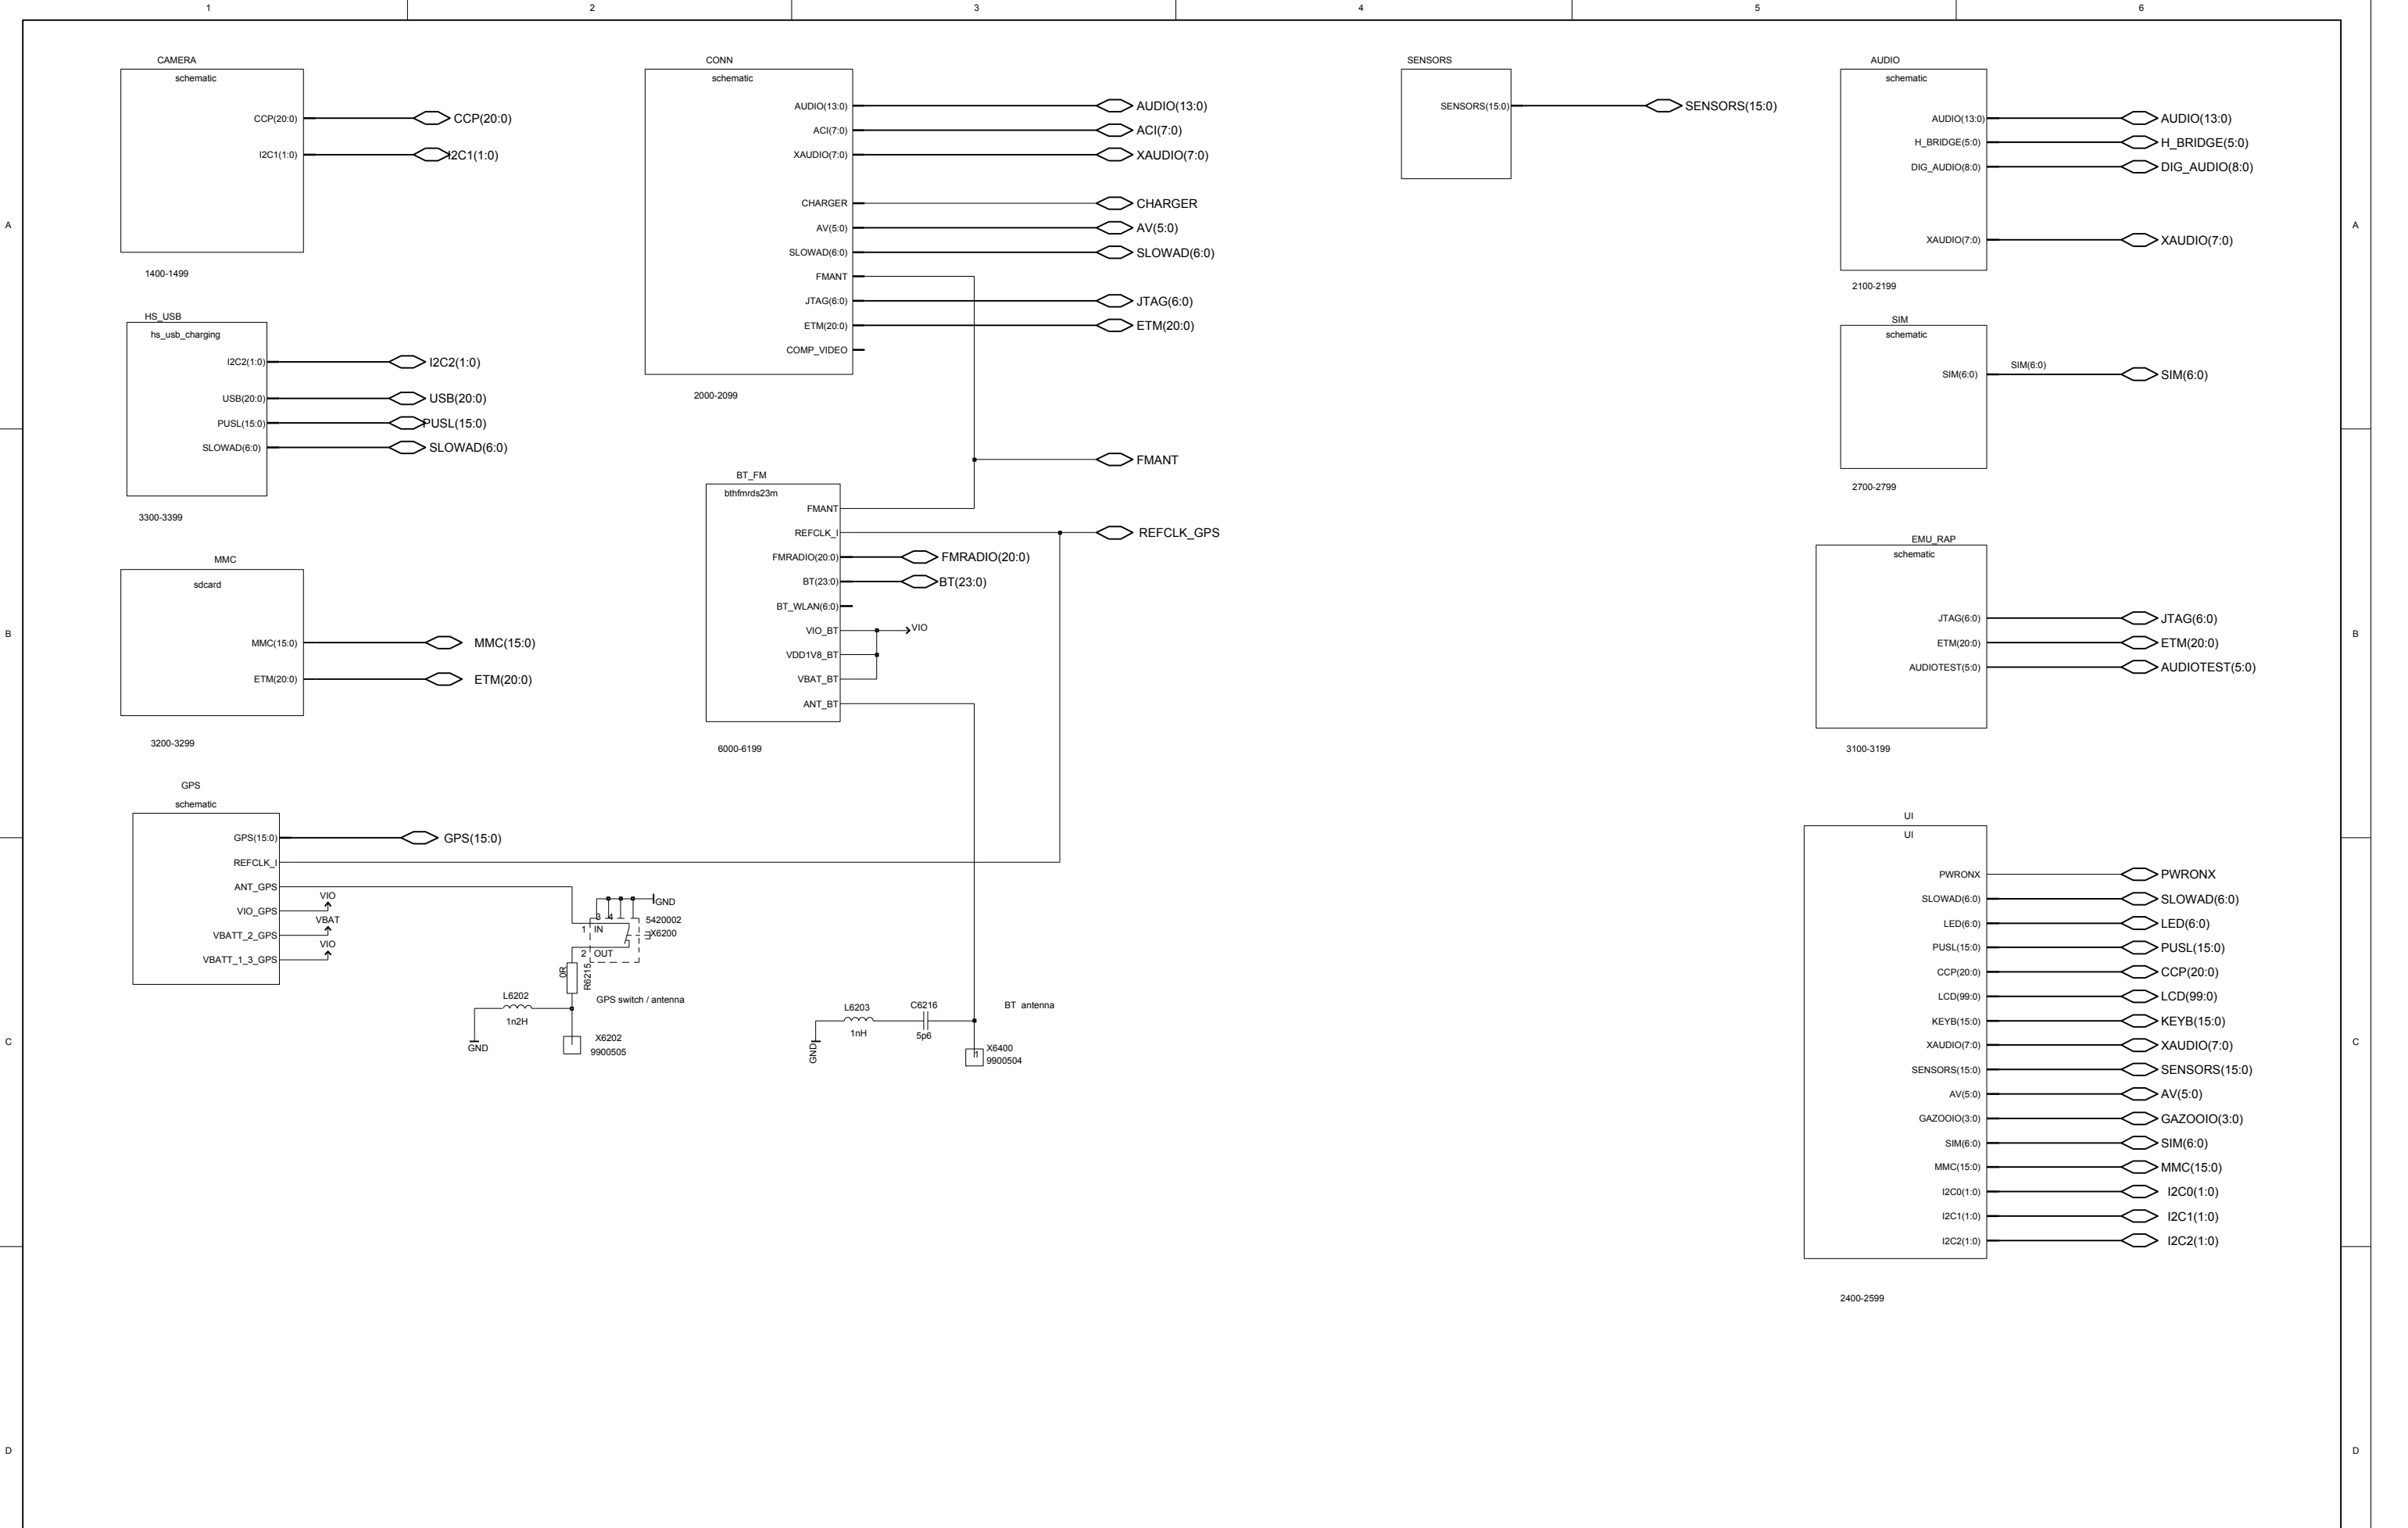 1 2 3 4 5 6
A
B
C
D
CAMERA
schematic
CCP(20:0) CCP(20:0)
I2C1(1:0) I2C1(1:0)
1400-1499
HS_USB
hs_usb_charging
I2C2(1:0) I2C2(1:0)
USB(20:0) USB(20:0)
PUSL(15:0) PUSL(15:0)
SLOWAD(6:0) SLOWAD(6:0)
3300-3399
MMC
sdcard
MMC(15:0) MMC(15:0)
ETM(20:0) ETM(20:0)
3200-3299
GPS
schematic
GPS(15:0) GPS(15:0)
REFCLK_I
ANT_GPS
VIO
VIO_GPS
VBAT
VBATT_2_GPS
VIO
VBATT_1_3_GPS
GND
3 4
5420002
1 IN
X6200
2 OUT
0R
R6215
GPS switch / antenna
L6202
1n2H
GND
X6202
9900505
CONN
schematic
AUDIO(13:0) AUDIO(13:0)
ACI(7:0) ACI(7:0)
XAUDIO(7:0) XAUDIO(7:0)
CHARGER CHARGER
AV(5:0) AV(5:0)
SLOWAD(6:0) SLOWAD(6:0)
FMANT
JTAG(6:0) JTAG(6:0)
ETM(20:0) ETM(20:0)
COMP_VIDEO
2000-2099
FMANT
BT_FM
bthfmrds23m
FMANT
REFCLK_I REFCLK_GPS
FMRADIO(20:0) FMRADIO(20:0)
BT(23:0) BT(23:0)
BT_WLAN(6:0)
VIO_BT VIO
VDD1V8_BT
VBAT_BT
ANT_BT
6000-6199
L6203
1nH
C6216
5p6
BT antenna
GND
1
X6400
9900504
SENSORS
SENSORS(15:0) SENSORS(15:0)
AUDIO
schematic
AUDIO(13:0) AUDIO(13:0)
H_BRIDGE(5:0) H_BRIDGE(5:0)
DIG_AUDIO(8:0) DIG_AUDIO(8:0)
XAUDIO(7:0) XAUDIO(7:0)
2100-2199
SIM
schematic
SIM(6:0) SIM(6:0) SIM(6:0)
2700-2799
EMU_RAP
schematic
JTAG(6:0) JTAG(6:0)
ETM(20:0) ETM(20:0)
AUDIOTEST(5:0) AUDIOTEST(5:0)
3100-3199
UI
UI
PWRONX PWRONX
SLOWAD(6:0) SLOWAD(6:0)
LED(6:0) LED(6:0)
PUSL(15:0) PUSL(15:0)
CCP(20:0) CCP(20:0)
LCD(99:0) LCD(99:0)
KEYB(15:0) KEYB(15:0)
XAUDIO(7:0) XAUDIO(7:0)
SENSORS(15:0) SENSORS(15:0)
AV(5:0) AV(5:0)
GAZOOIO(3:0) GAZOOIO(3:0)
SIM(6:0) SIM(6:0)
MMC(15:0) MMC(15:0)
I2C0(1:0) I2C0(1:0)
I2C1(1:0) I2C1(1:0)
I2C2(1:0) I2C2(1:0)
2400-2599
A
B
C
D